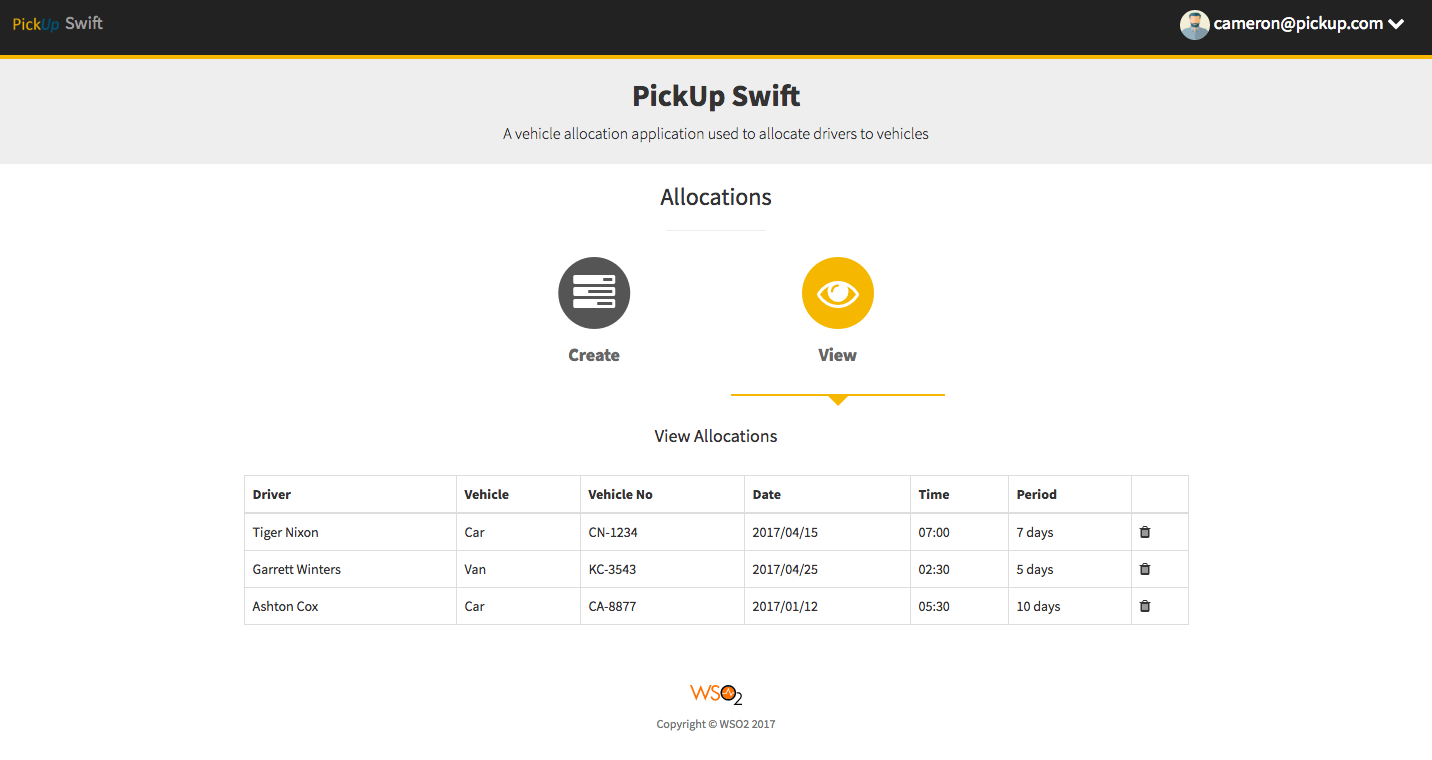 PickUp Swift
cameron@pickup.com
PickUp Swift
A vehicle allocation application used to allocate drivers to vehicles
Allocations
Create View
View Allocations
Driver Vehicle Vehicle No Date Time Period
Tiger Nixon Car CN-1234 2017/04/15 07:00 7 days
Garrett Winters Van KC-3543 2017/04/25 02:30 5 days
Ashton Cox Car CA-8877 2017/01/12 05:30 10 days
WSO2
Copyright © WSO2 2017